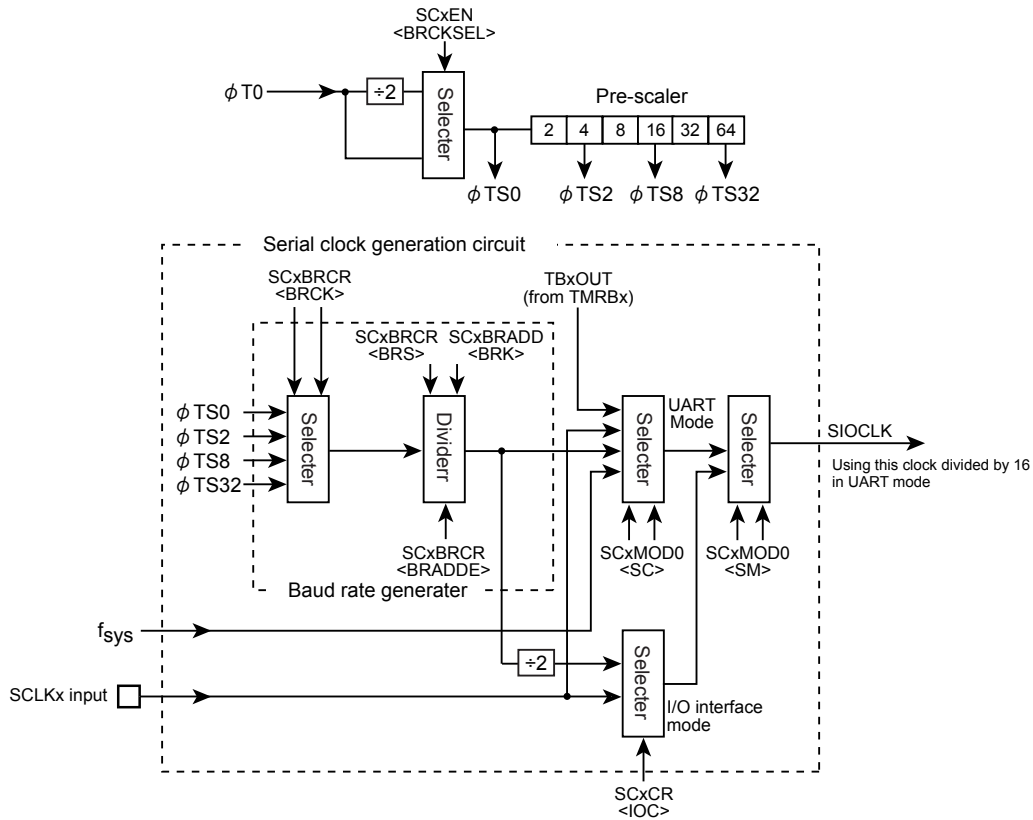 SCxEN
<BRCKSEL>
ϕT0
÷2
Selecter
Pre-scaler
2 4 8 16 32 64
ϕTS0
ϕTS2
ϕTS8
ϕTS32
Serial clock generation circuit
SCxBRCR
<BRCK>
TBxOUT
(from TMRBx)
SCxBRCR
<BRS>
SCxBRADD
<BRK>
ϕTS0
ϕTS2
ϕTS8
ϕTS32
Selecter
Dividerr
Selecter
UART
Mode
Selecter
SIOCLK
Using this clock divided by 16
in UART mode
SCxBRCR
<BRADDE>
Baud rate generater
SCxMOD0
<SC>
SCxMOD0
<SM>
fsys
÷2
Selecter
SCLKx input
I/O interface
mode
SCxCR
<IOC>